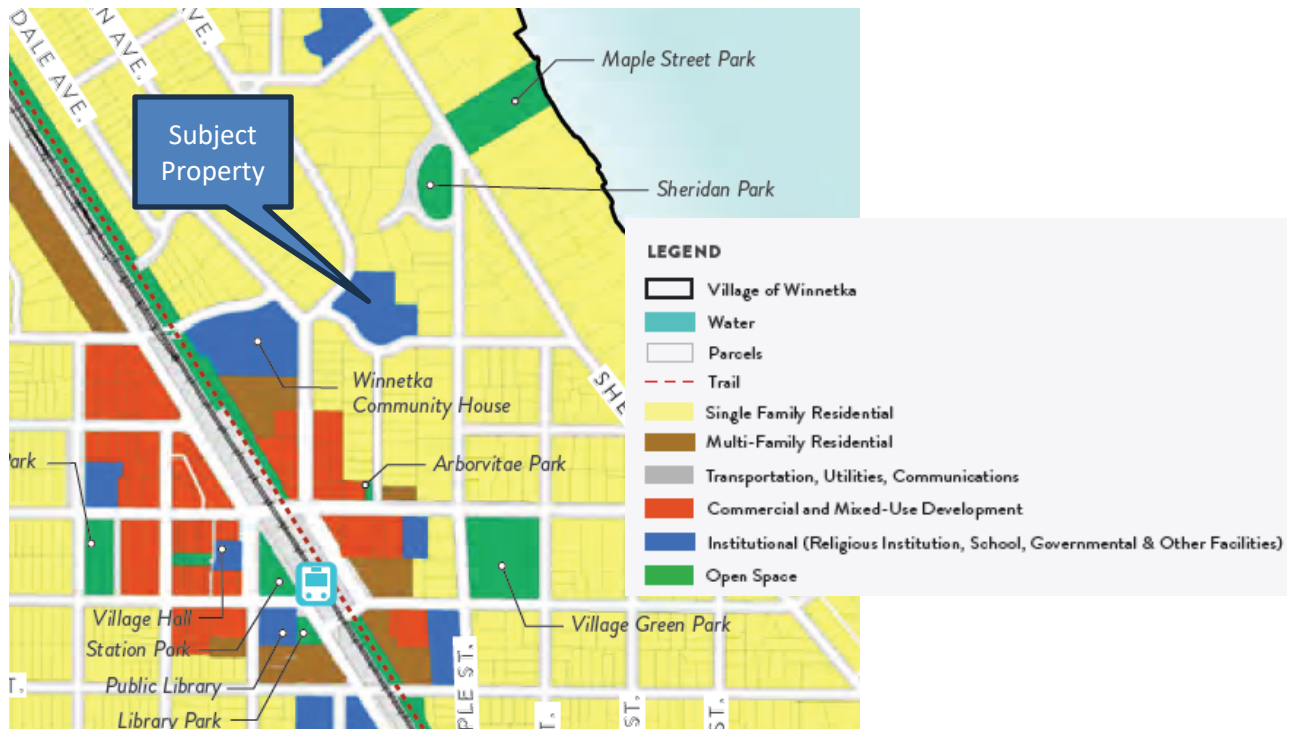 DALE AVE.
N AVE.
AVE.
Maple Street Park
Subject
Property
Sheridan Park
LEGEND
Village of Winnetka
Water
Parcels
Trail
Single Family Residential
Multi-Family Residential
Transportation, Utilities, Communications
Commercial and Mixed-Use Development
Institutional (Religious Institution, School, Governmental & Other Facilities)
Open Space
SHE
Winnetka
Community House
Park
Arborvitae Park
Village Hall
Station Park
Village Green Park
Public Library
Library Park
T,
PLE ST.
T.
ST.
ST.